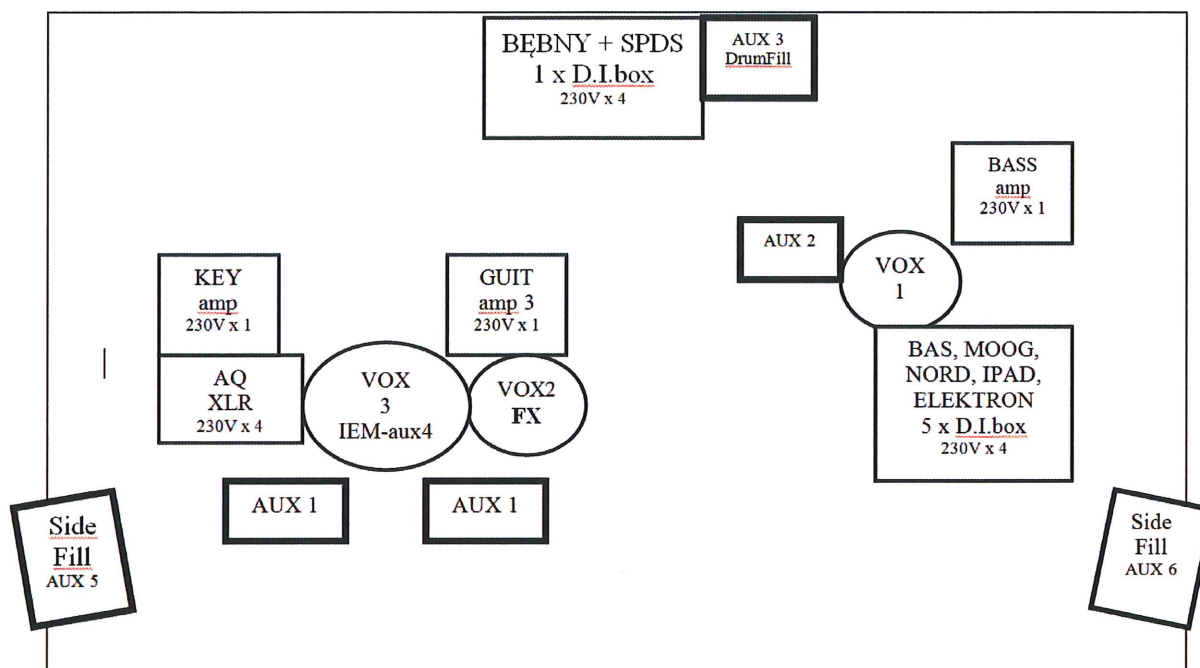 BĘBNY + SPDS
1 x D.I.box
230V x 4
AUX 3
DrumFill
BASS
amp
230V x 1
AUX 2
VOX
1
KEY
amp
230V x 1
GUIT
amp 3
230V x 1
AQ
XLR
230V x 4
VOX
3
IEM-aux4
VOX2
FX
BAS, MOOG,
NORD, IPAD,
ELEKTRON
5 x D.I.box
230V x 4
AUX 1
AUX 1
Side
Fill
AUX 5
Side
Fill
AUX 6